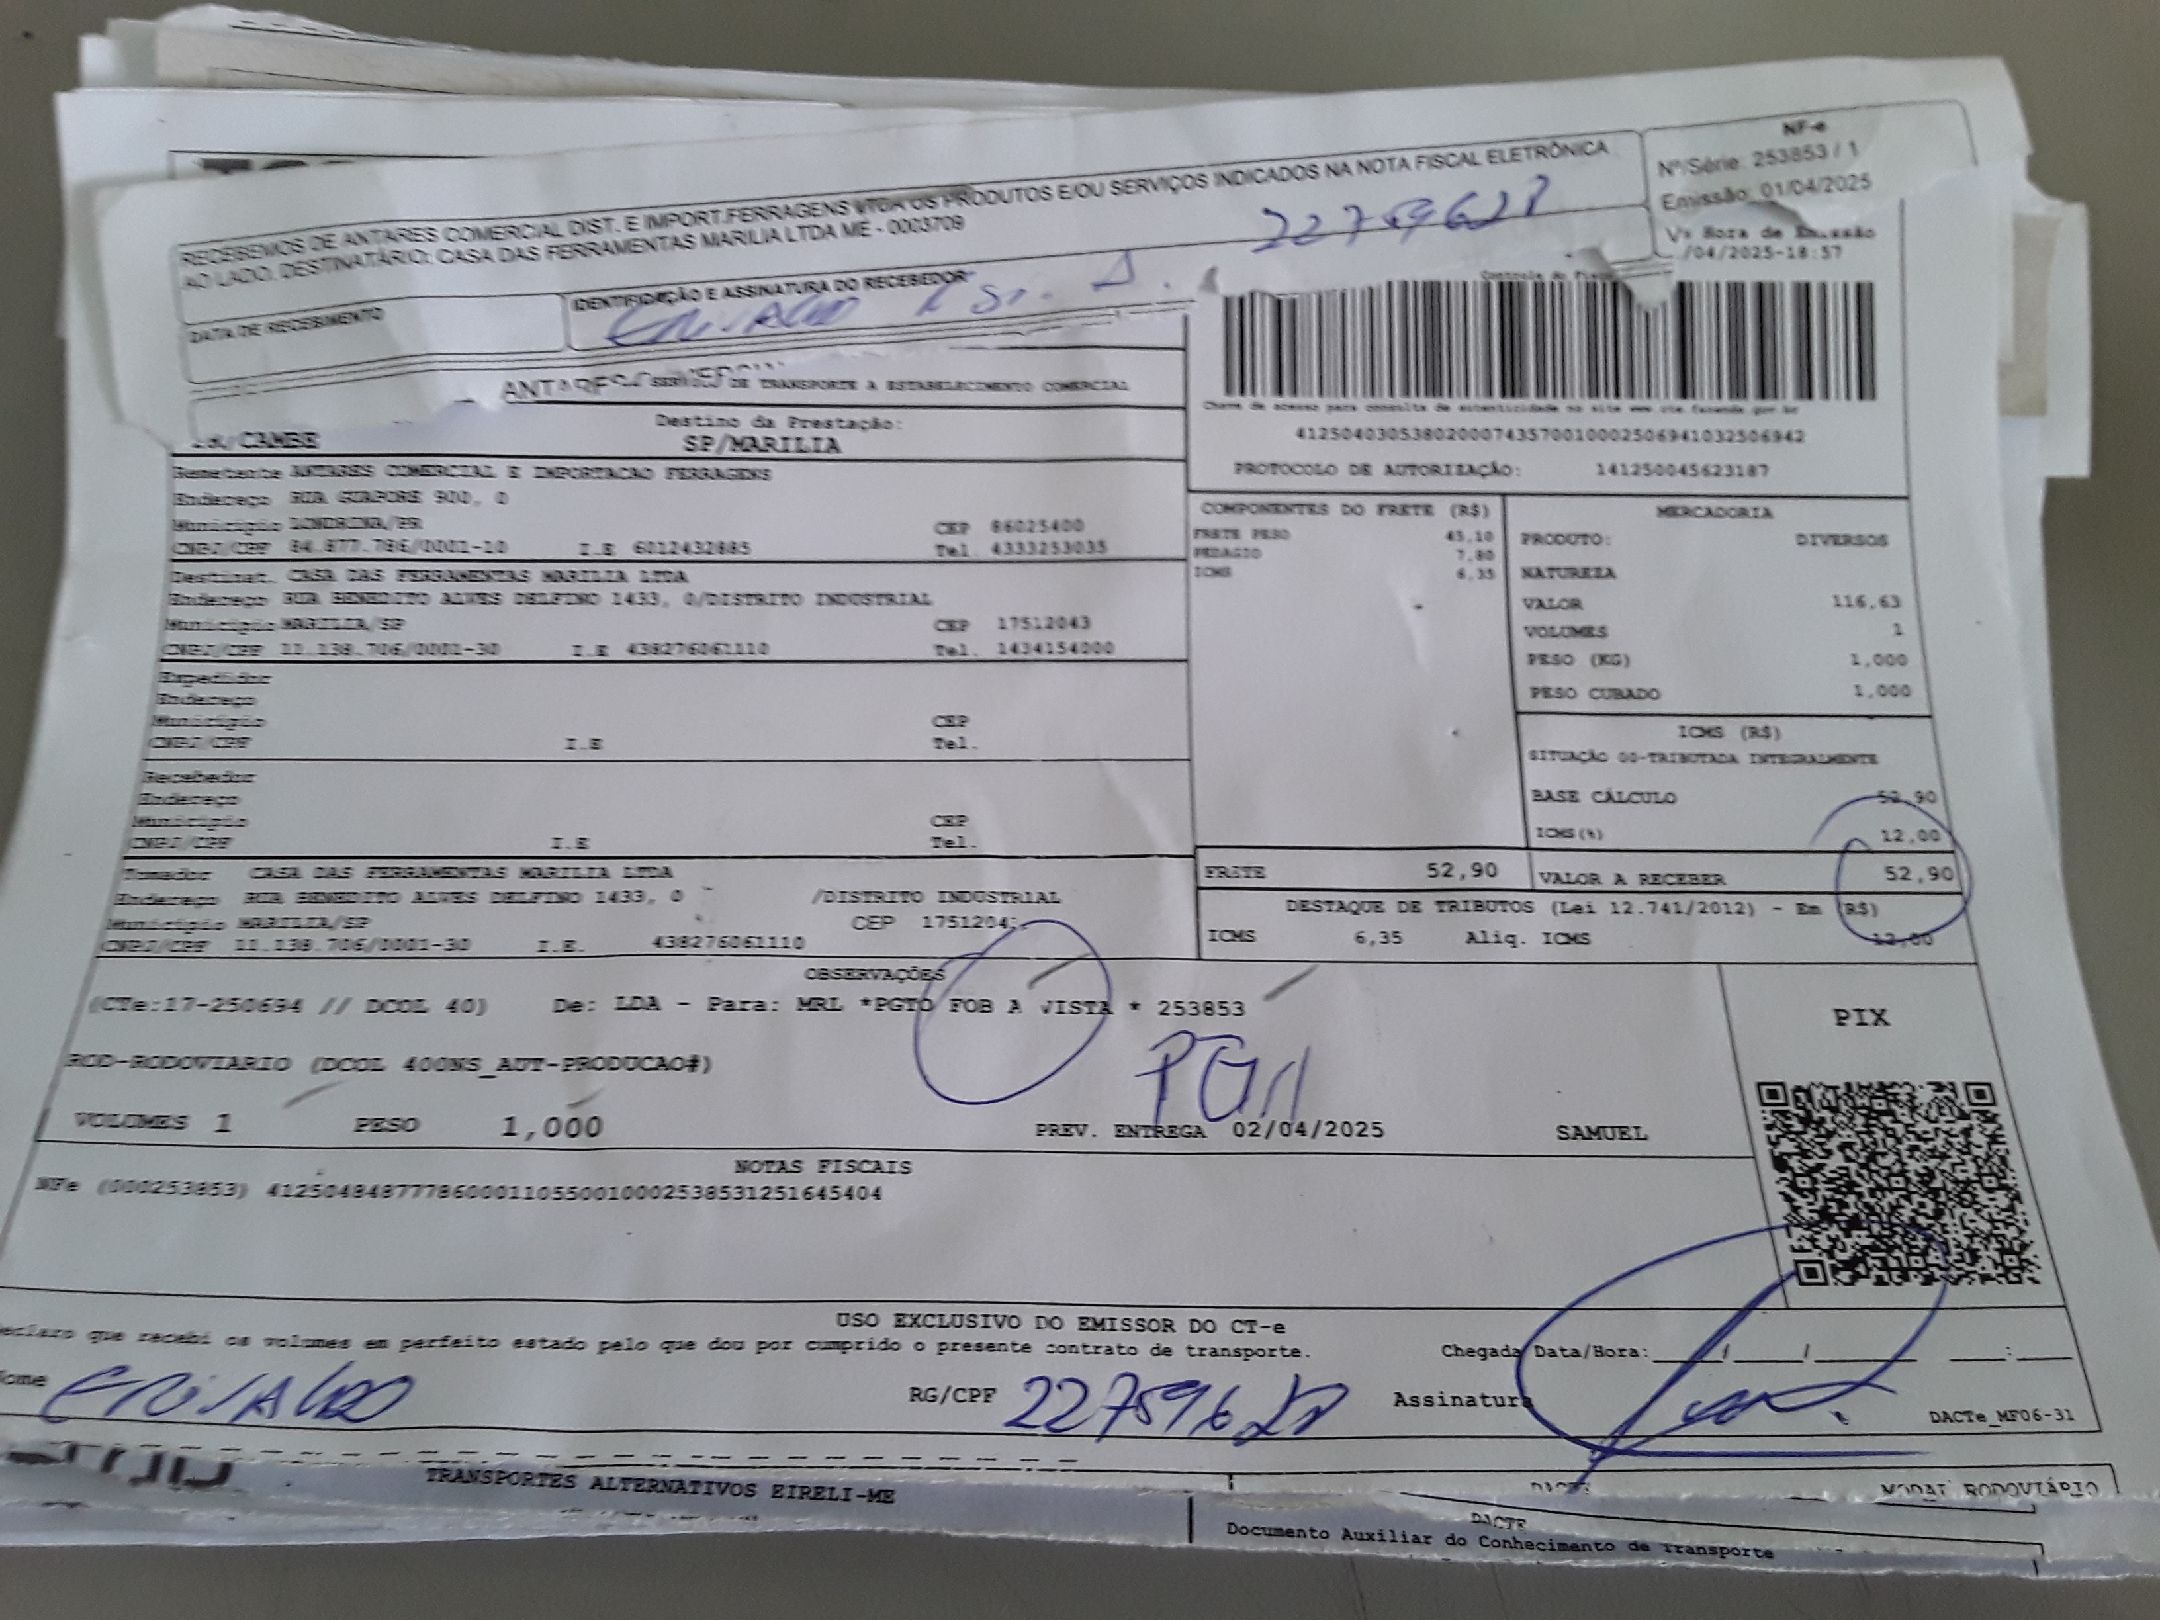 RECEBEMOS DE ANTARES COMERCIAL DIST. E IMPORT.FERRAGENS LTDA OS PRODUTOS E/OU SERVIÇOS INDICADOS NA NOTA FISCAL ELETRÔNICA
AO LADO. DESTINATÁRIO: CASA DAS FERRAMENTAS MARILIA LTDA ME - 0003709
DATA DE RECEBIMENTO
IDENTIFICAÇÃO E ASSINATURA DO RECEBEDOR
NF-e
Nº/Série: 253853 / 1
Emissão: 01/04/2025
Hora de Emissão
/04/2025-18:57
DE TRANSPORTE A ESTABELECIMENTO COMERCIAL
/CAMBE
Destino da Prestação:
SP/MARILIA
Chave de acesso para consulta de autenticidade no site www.cte.fazenda.gov.br
41250403053802000743570010002506941032506942
PROTOCOLO DE AUTORIZAÇÃO: 141250045623187
Remetente ANTARES COMERCIAL E IMPORTACAO FERRAGENS
Endereço RUA GUAPORE 900, 0
Município LONDRINA/PR CEP 86025400
CNPJ/CPF 84.877.786/0001-10 I.E 6012432885 Tel. 4333253035
Destinat. CASA DAS FERRAMENTAS MARILIA LTDA
Endereço RUA BENEDITO ALVES DELFINO 1433, 0/DISTRITO INDUSTRIAL
Município MARILIA/SP CEP 17512043
CNPJ/CPF 11.138.706/0001-30 I.E 438276061110 Tel. 1434154000
Expedidor
Endereço
Município CEP
CNPJ/CPF I.E Tel.
Recebedor
Endereço
Município CEP
CNPJ/CPF I.E Tel.
Tomador CASA DAS FERRAMENTAS MARILIA LTDA
Endereço RUA BENEDITO ALVES DELFINO 1433, 0 /DISTRITO INDUSTRIAL
Município MARILIA/SP CEP 1751204
CNPJ/CPF 11.138.706/0001-30 I.E. 438276061110
COMPONENTES DO FRETE (R$)
FRETE PESO
PEDAGIO 7,80
ICMS 6,35
MERCADORIA
PRODUTO: DIVERSOS
NATUREZA
VALOR 116,63
VOLUMES 1
PESO (KG) 1,000
PESO CUBADO 1,000
ICMS (R$)
SITUAÇÃO 00-TRIBUTADA INTEGRALMENTE
BASE CÁLCULO 52,90
ICMS(%) 12,00
FRETE 52,90 VALOR A RECEBER 52,90
DESTAQUE DE TRIBUTOS (Lei 12.741/2012) - Em (R$)
ICMS 6,35 Aliq. ICMS 12,00
OBSERVAÇÕES
(CTe:17-250694 // DCOL 40) De: LDA - Para: MRL *PGTO FOB A VISTA * 253853
ROD-RODOVIARIO (DCOL 400NS_AUT-PRODUCAO#)
VOLUMES 1 PESO 1,000 PREV. ENTREGA 02/04/2025 SAMUEL
PIX
NOTAS FISCAIS
NFe (000253853) 41250484877786000110550010002538531251645404
USO EXCLUSIVO DO EMISSOR DO CT-e
eclaro que recebi os volumes em perfeito estado pelo que dou por cumprido o presente contrato de transporte.
Chegada Data/Hora:
ome ERISALDO RG/CPF Assinatura
DACTe_MF06-31
TRANSPORTES ALTERNATIVOS EIRELI-ME
MODAL RODOVIÁRIO
DACTE
Documento Auxiliar do Conhecimento de Transporte